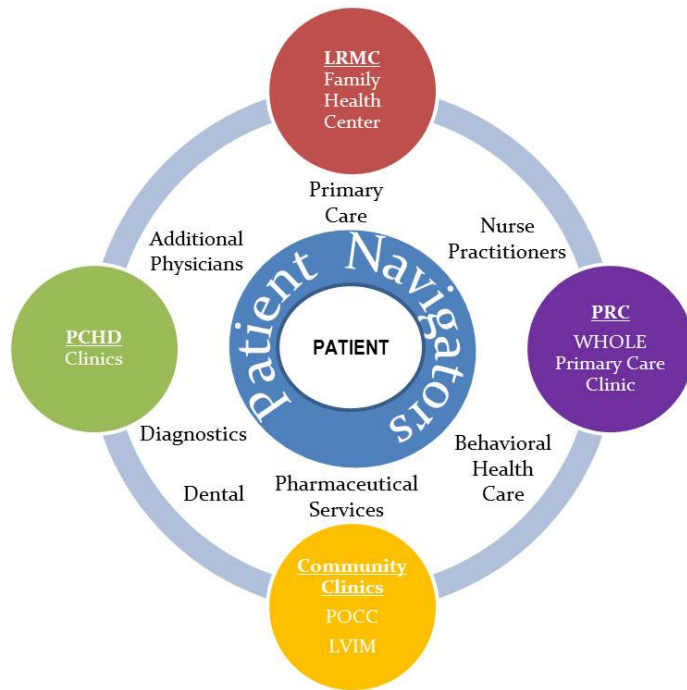 LRMC
Family
Health
Center
Primary
Care
Additional
Physicians
Nurse
Practitioners
Patient Navigators
PATIENT
PCHD
Clinics
PRC
WHOLE
Primary Care
Clinic
Diagnostics
Behavioral
Health
Care
Dental
Pharmaceutical
Services
Community
Clinics
POCC
LVIM